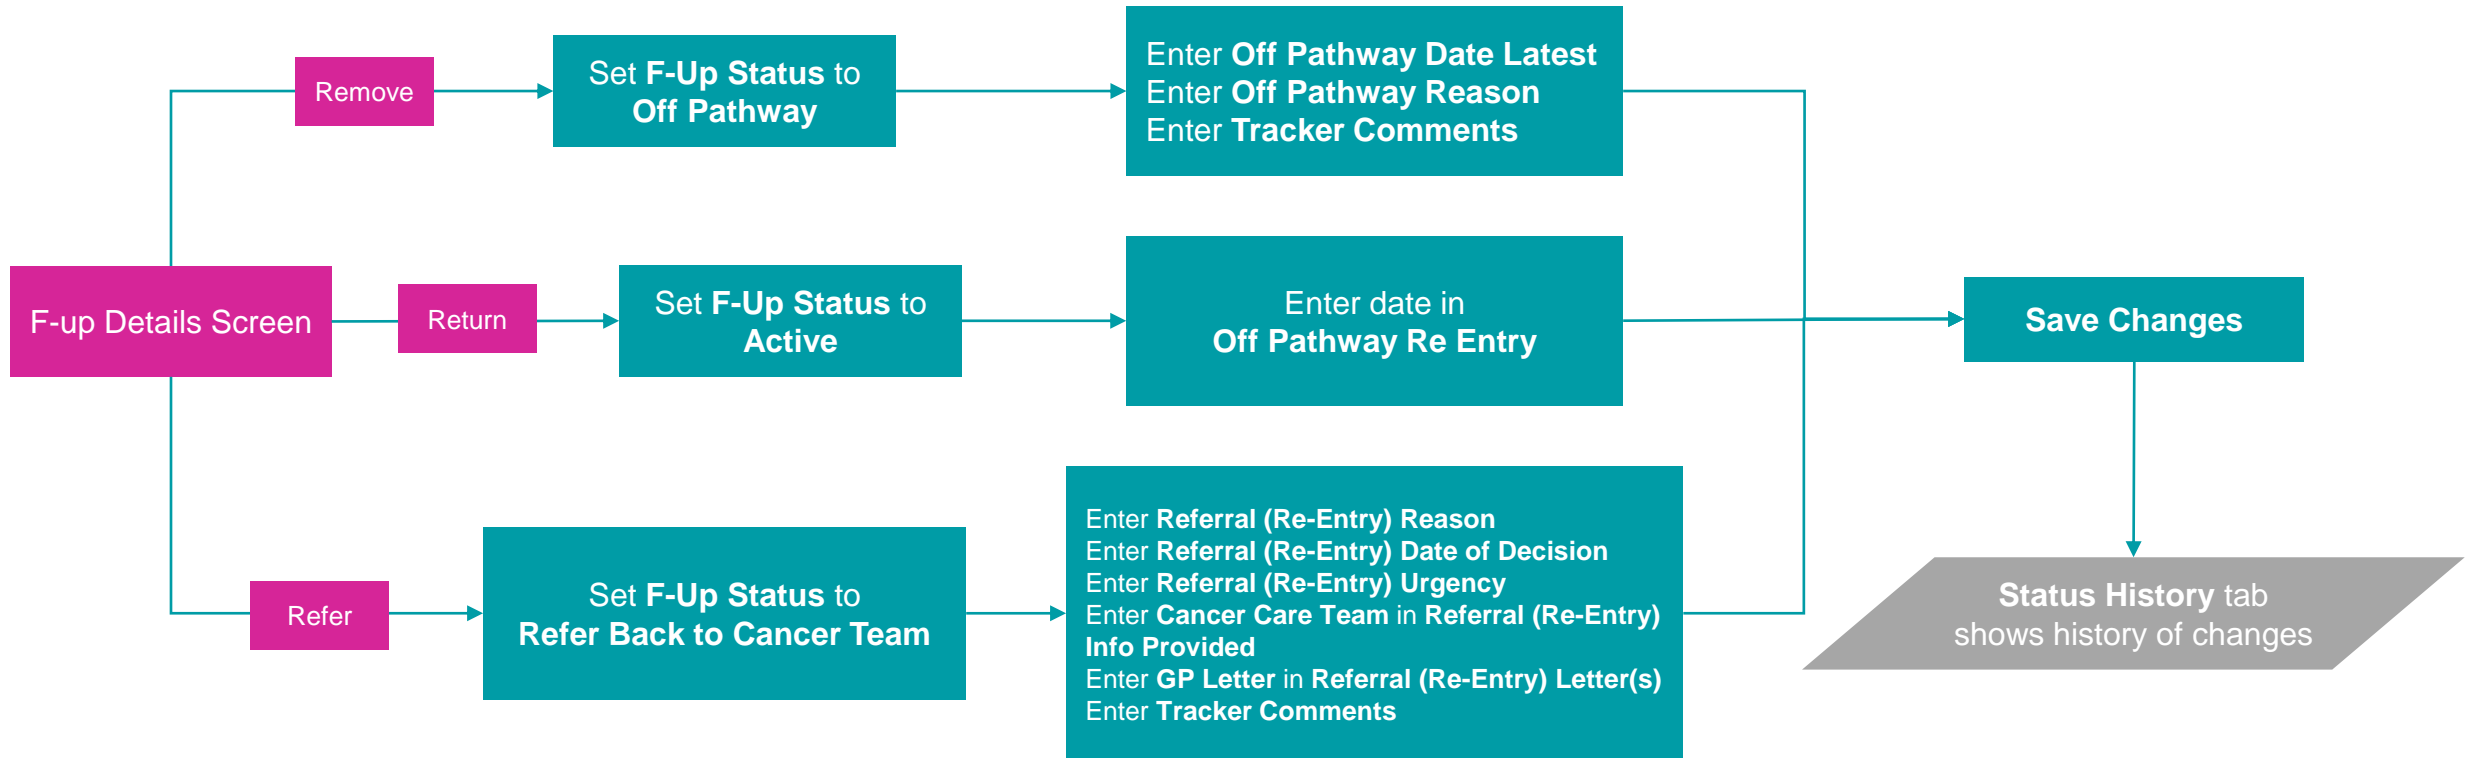 Remove
Set F-Up Status to
Off Pathway
Enter Off Pathway Date Latest
Enter Off Pathway Reason
Enter Tracker Comments
F-up Details Screen
Return
Set F-Up Status to
Active
Enter date in
Off Pathway Re Entry
Save Changes
Refer
Set F-Up Status to
Refer Back to Cancer Team
Enter Referral (Re-Entry) Reason
Enter Referral (Re-Entry) Date of Decision
Enter Referral (Re-Entry) Urgency
Enter Cancer Care Team in Referral (Re-Entry)
Info Provided
Enter GP Letter in Referral (Re-Entry) Letter(s)
Enter Tracker Comments
Status History tab
shows history of changes